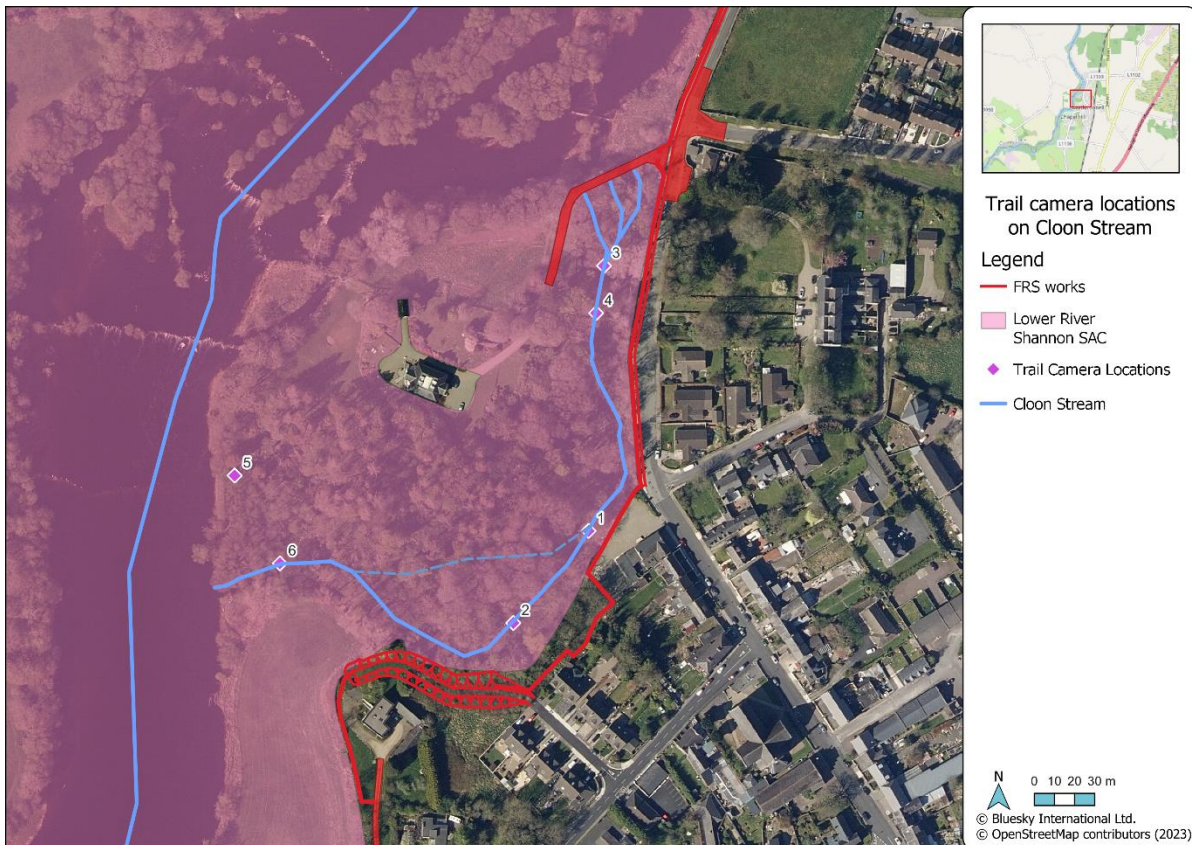 3
4
5
1
6
2
L1102
Trail camera locations
on Cloon Stream
Legend
FRS works
Lower River
Shannon SAC
Trail Camera Locations
Cloon Stream
N
0 10 20 30 m
© Bluesky International Ltd.
© OpenStreetMap contributors (2023)